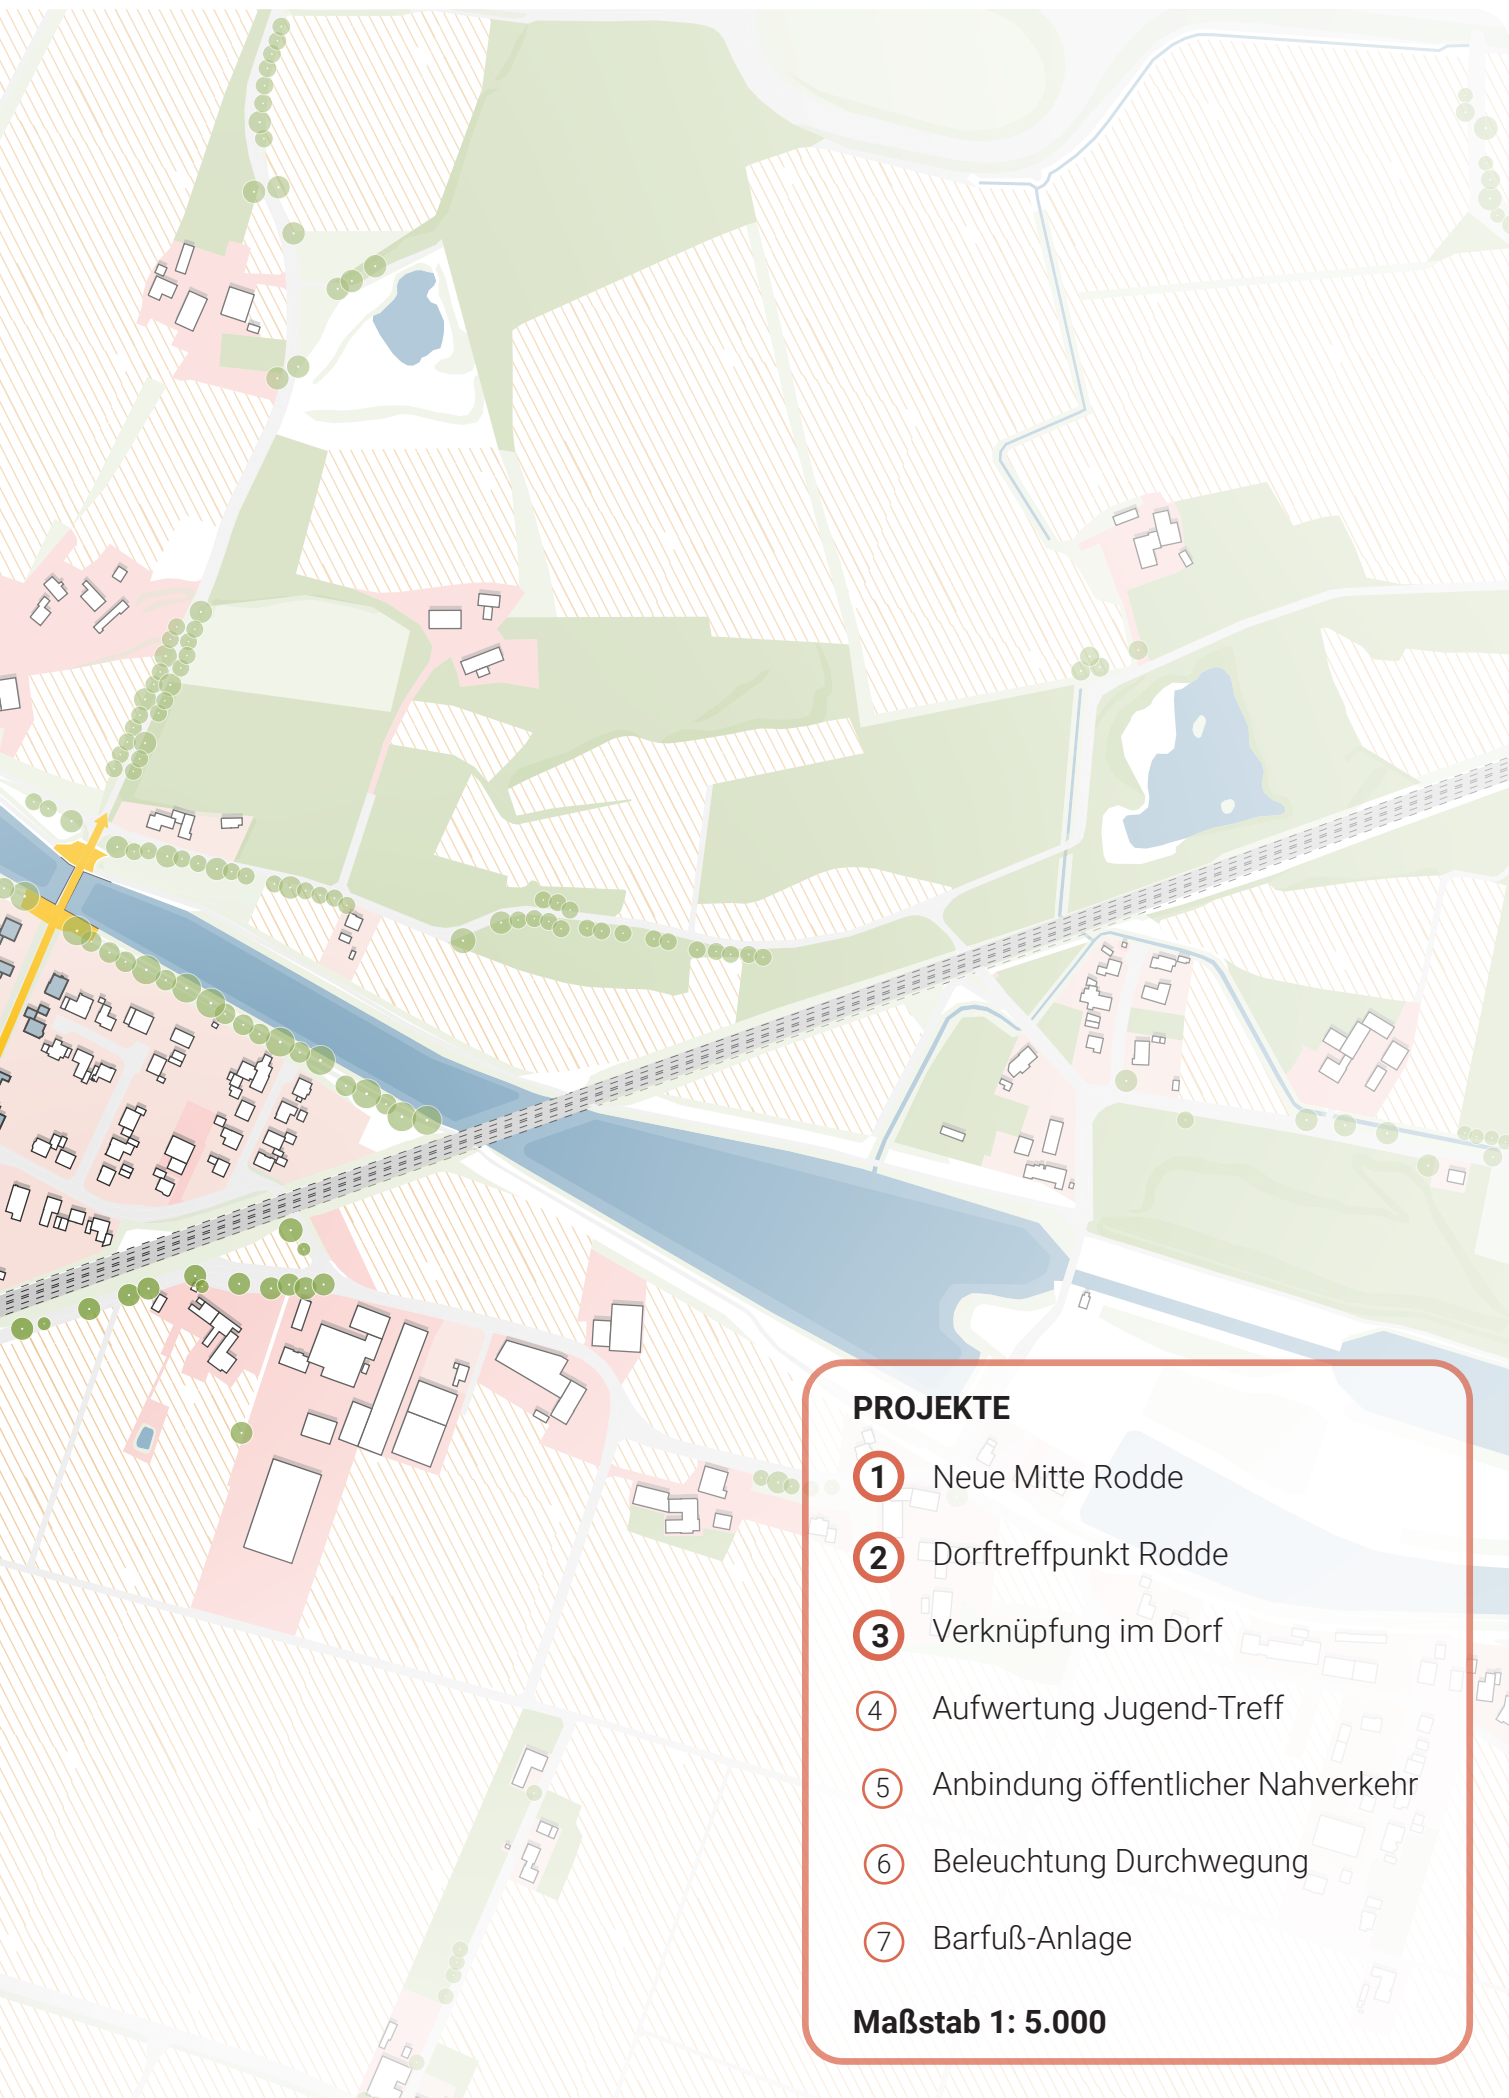 PROJEKTE
1 Neue Mitte Rodde
2 Dorftreffpunkt Rodde
3 Verknüpfung im Dorf
4 Aufwertung Jugend-Treff
5 Anbindung öffentlicher Nahverkehr
6 Beleuchtung Durchwegung
7 Barfuß-Anlage
Maßstab 1: 5.000